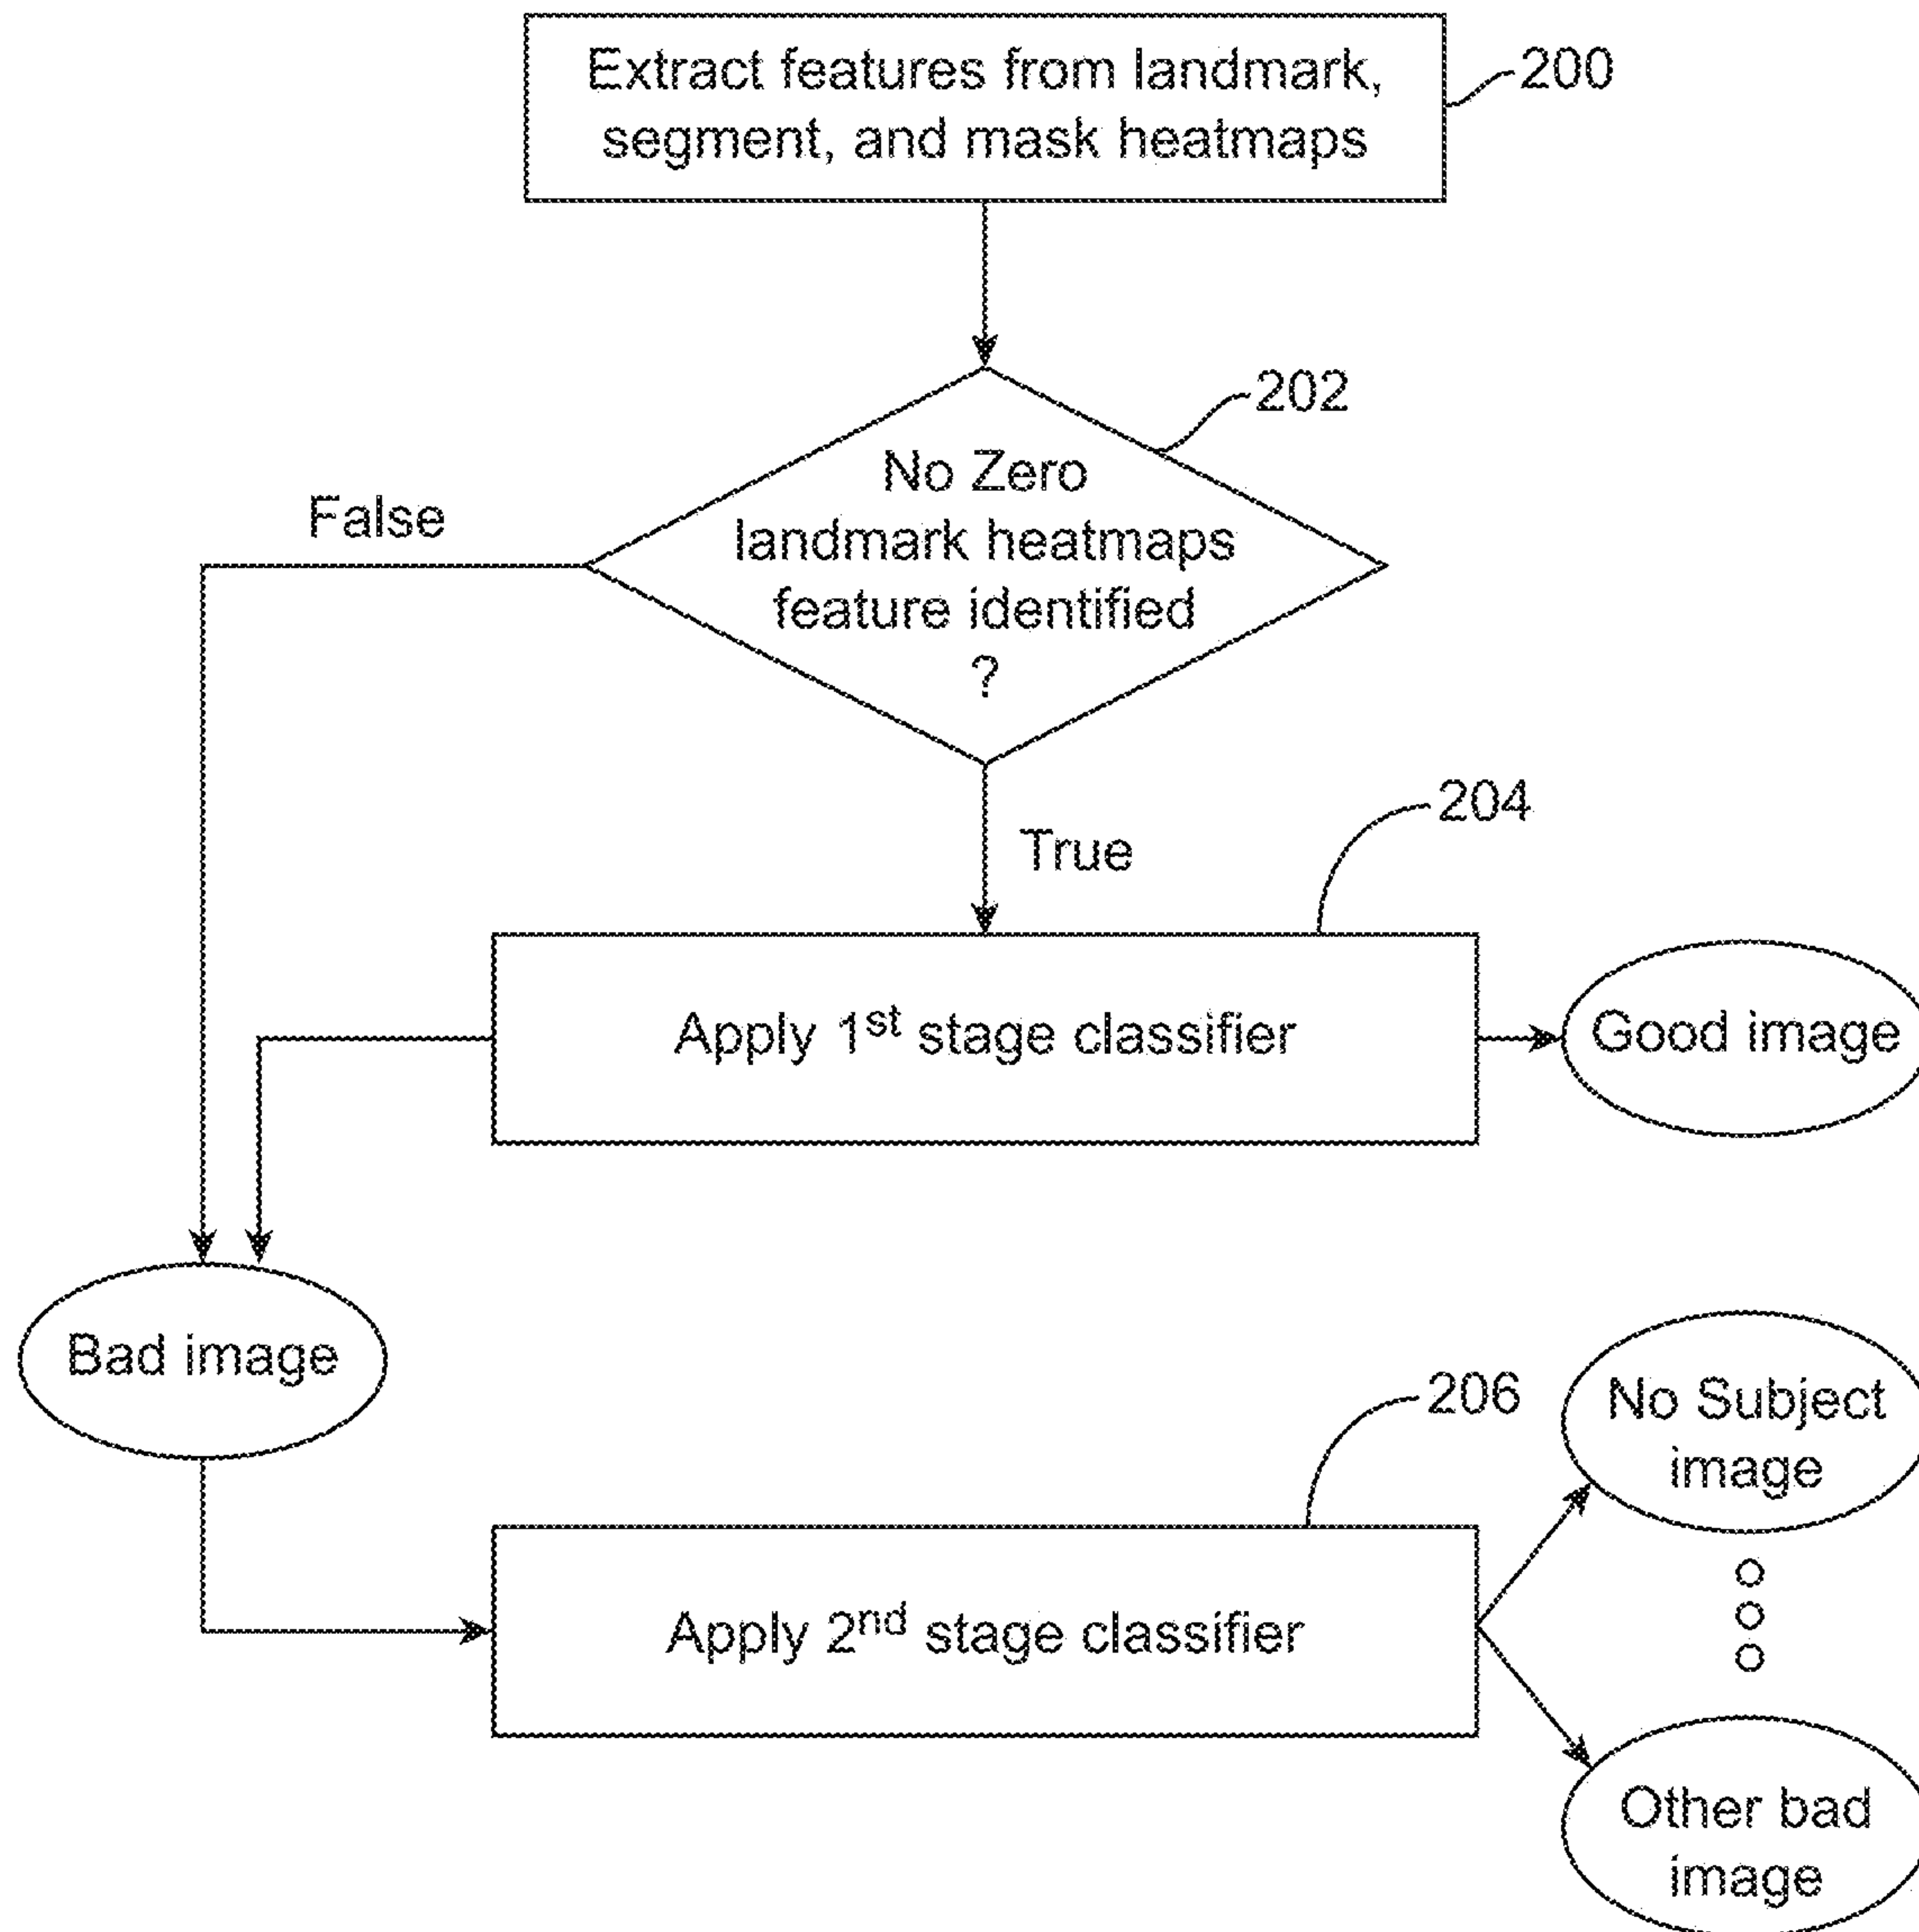 Extract features from landmark,
segment, and mask heatmaps
200
202
No Zero
landmark heatmaps
feature identified
?
False
True
204
Apply 1st stage classifier
Good image
Bad image
206
No Subject
image
Apply 2nd stage classifier
Other bad
image